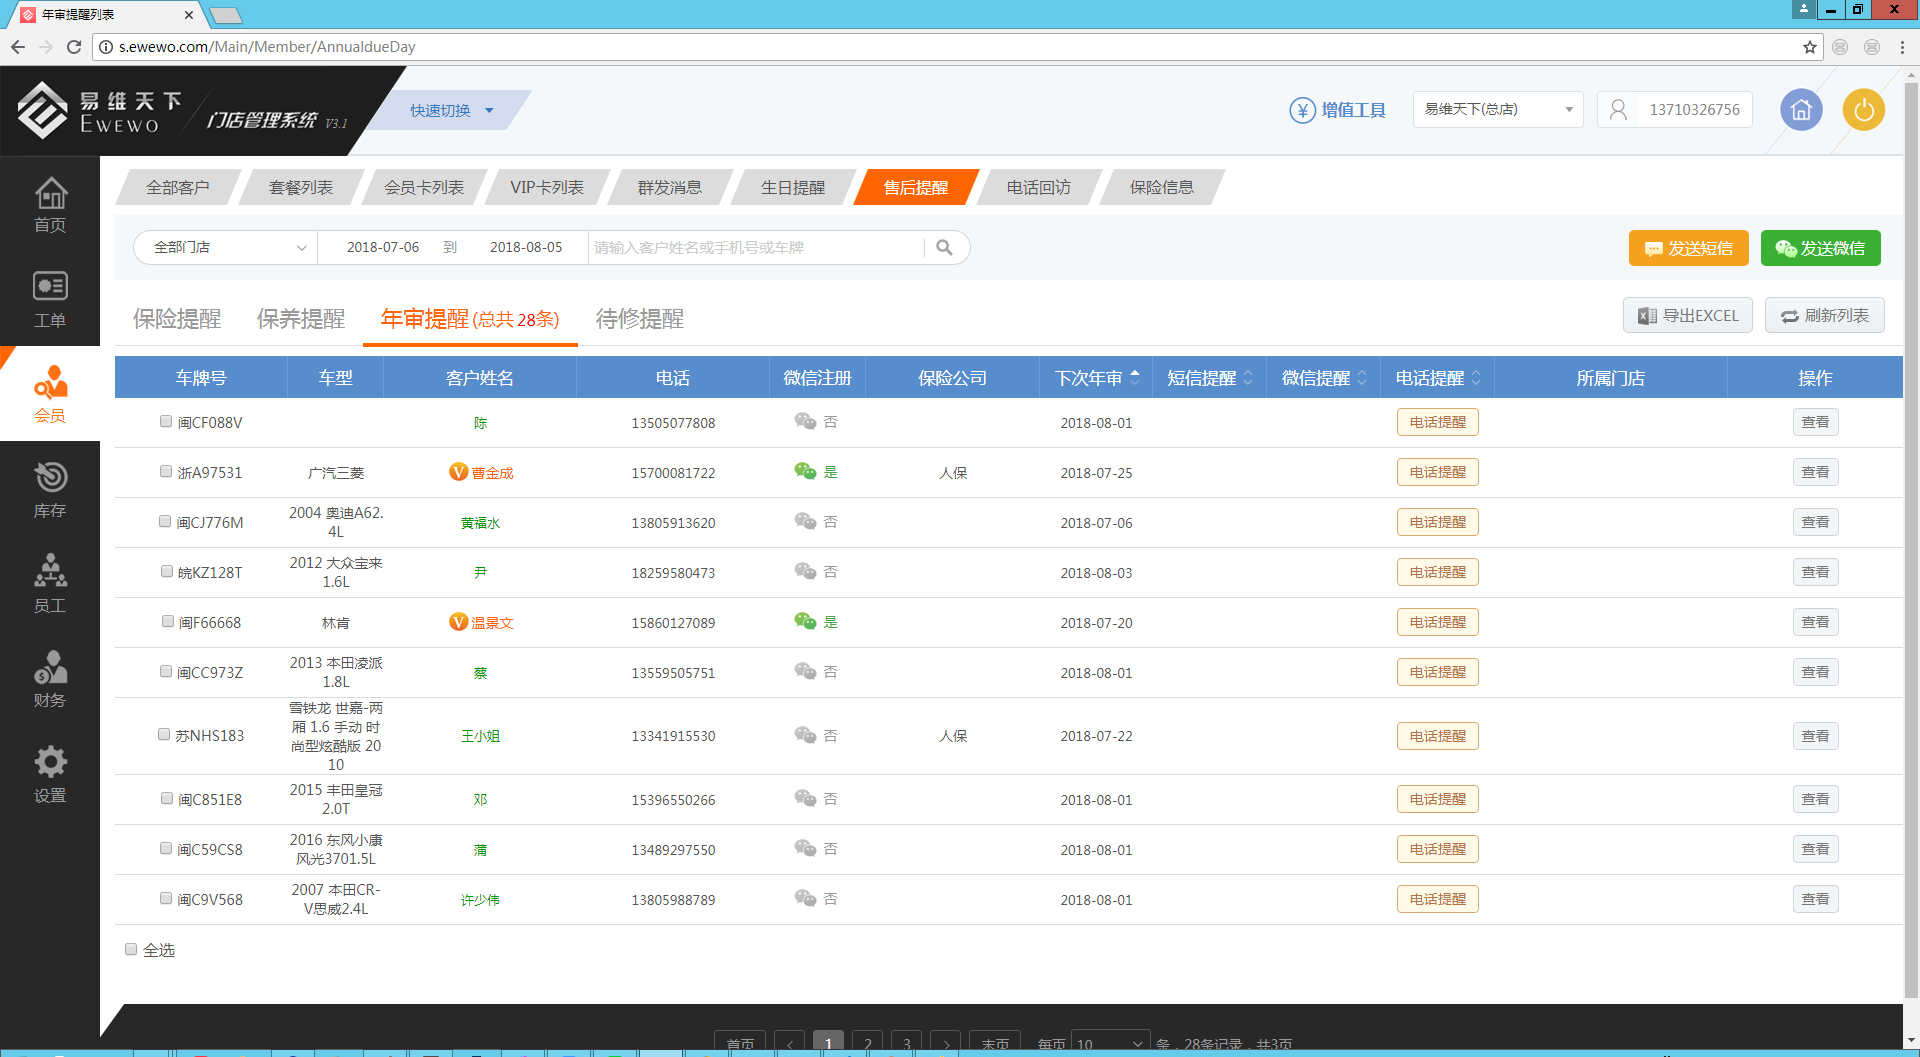 年审提醒列表
s.ewewo.com/Main/Member/AnnualdueDay
易维天下
EWEWO
门店管理系统 V3.1
快速切换
增值工具
易维天下(总店)
13710326756
首页
工单
会员
库存
员工
财务
设置
全部客户 套餐列表 会员卡列表 VIP卡列表 群发消息 生日提醒 售后提醒 电话回访 保险信息
全部门店 2018-07-06 到 2018-08-05 请输入客户姓名或手机号或车牌
发送短信 发送微信
保险提醒 保养提醒 年审提醒 (总共 28条) 待修提醒
导出EXCEL 刷新列表
车牌号 车型 客户姓名 电话 微信注册 保险公司 下次年审 短信提醒 微信提醒 电话提醒 所属门店 操作
闽CF088V 陈 13505077808 否 2018-08-01 电话提醒 查看
浙A97531 广汽三菱 V 曹金成 15700081722 是 人保 2018-07-25 电话提醒 查看
闽CJ776M 2004 奥迪A62.
4L 黄福水 13805913620 否 2018-07-06 电话提醒 查看
皖KZ128T 2012 大众宝来
1.6L 尹 18259580473 否 2018-08-03 电话提醒 查看
闽F66668 林肯 V 温景文 15860127089 是 2018-07-20 电话提醒 查看
闽CC973Z 2013 本田凌派
1.8L 蔡 13559505751 否 2018-08-01 电话提醒 查看
苏NHS183 雪铁龙 世嘉-两
厢 1.6 手动 时
尚型炫酷版 20
10 王小姐 13341915530 否 人保 2018-07-22 电话提醒 查看
闽C851E8 2015 丰田皇冠
2.0T 邓 15396550266 否 2018-08-01 电话提醒 查看
闽C59CS8 2016 东风小康
风光3701.5L 蒲 13489297550 否 2018-08-01 电话提醒 查看
闽C9V568 2007 本田CR-
V思威2.4L 许少伟 13805988789 否 2018-08-01 电话提醒 查看
全选
首页 < 1 2 3 > 末页 每页 10 条，28条记录，共3页